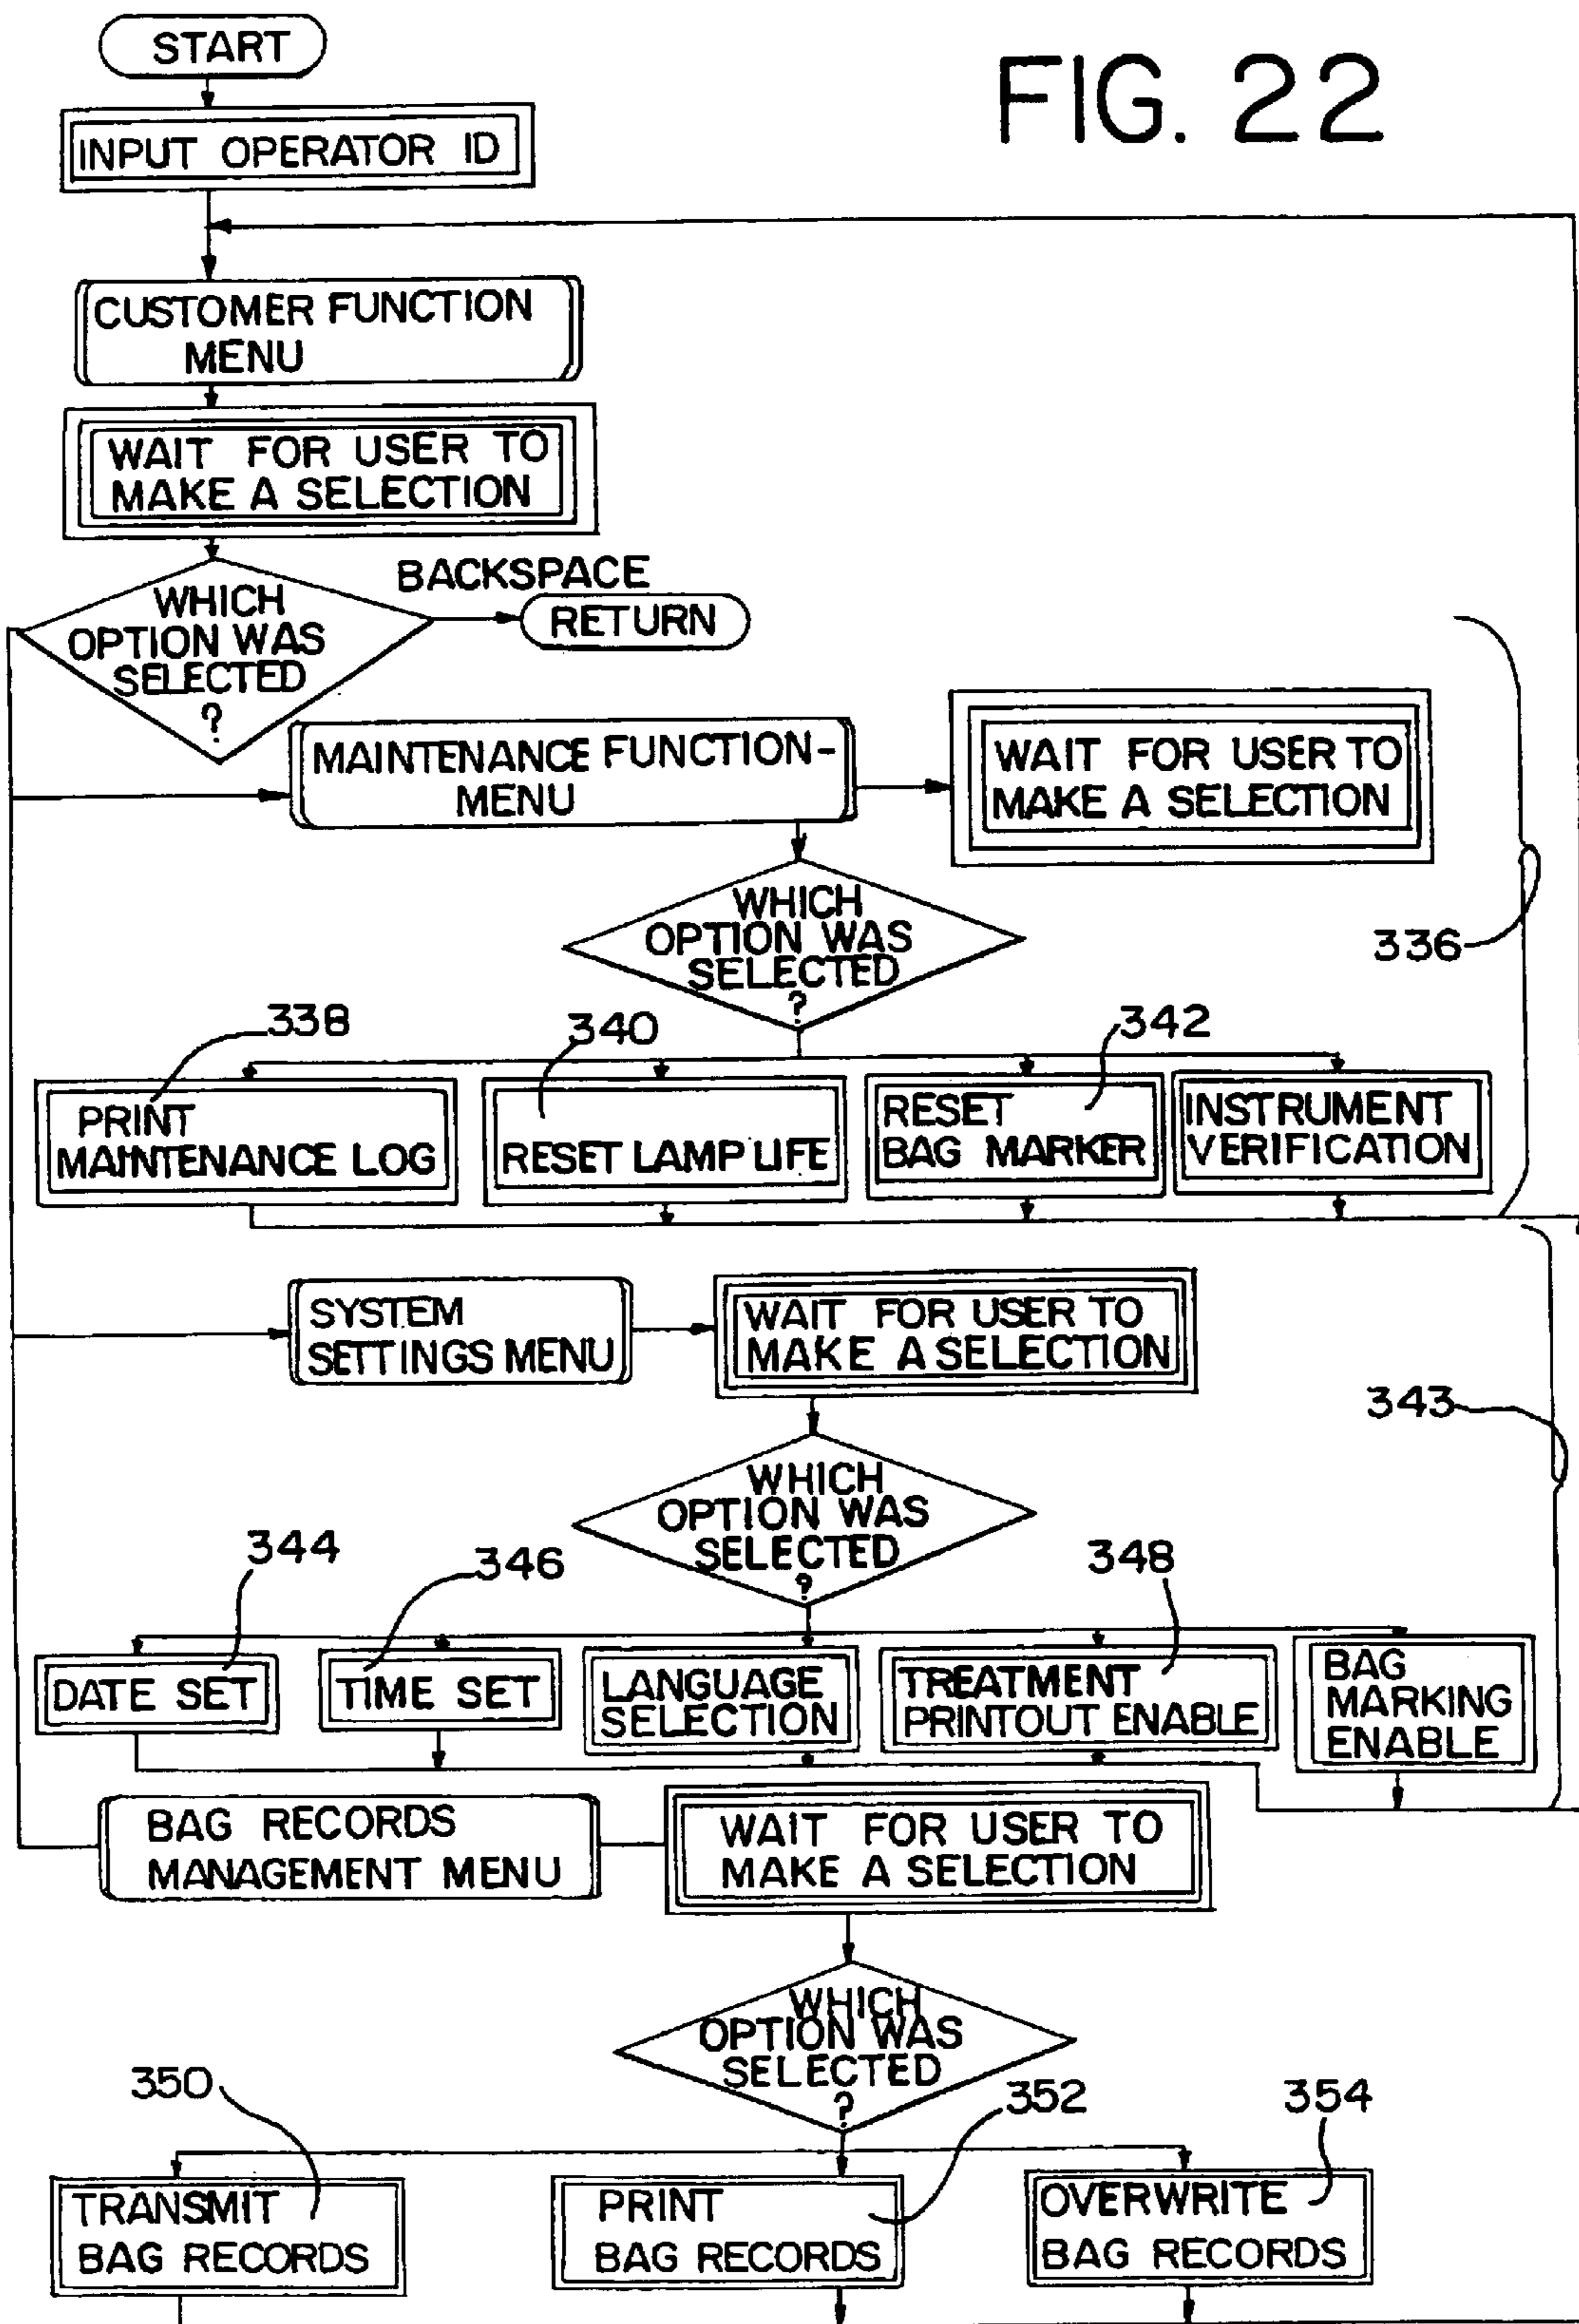 START
FIG. 22
INPUT OPERATOR ID
CUSTOMER FUNCTION
MENU
WAIT FOR USER TO
MAKE A SELECTION
WHICH
OPTION WAS
SELECTED
?
BACKSPACE
RETURN
MAINTENANCE FUNCTION-
MENU
WAIT FOR USER TO
MAKE A SELECTION
WHICH
OPTION WAS
SELECTED
?
336
338
340
342
PRINT
MAINTENANCE LOG
RESET LAMP LIFE
RESET
BAG MARKER
INSTRUMENT
VERIFICATION
SYSTEM
SETTINGS MENU
WAIT FOR USER TO
MAKE A SELECTION
343
WHICH
OPTION WAS
SELECTED
?
344
346
348
DATE SET
TIME SET
LANGUAGE
SELECTION
TREATMENT
PRINTOUT ENABLE
BAG
MARKING
ENABLE
BAG RECORDS
MANAGEMENT MENU
WAIT FOR USER TO
MAKE A SELECTION
WHICH
OPTION WAS
SELECTED
?
350
352
354
TRANSMIT
BAG RECORDS
PRINT
BAG RECORDS
OVERWRITE
BAG RECORDS